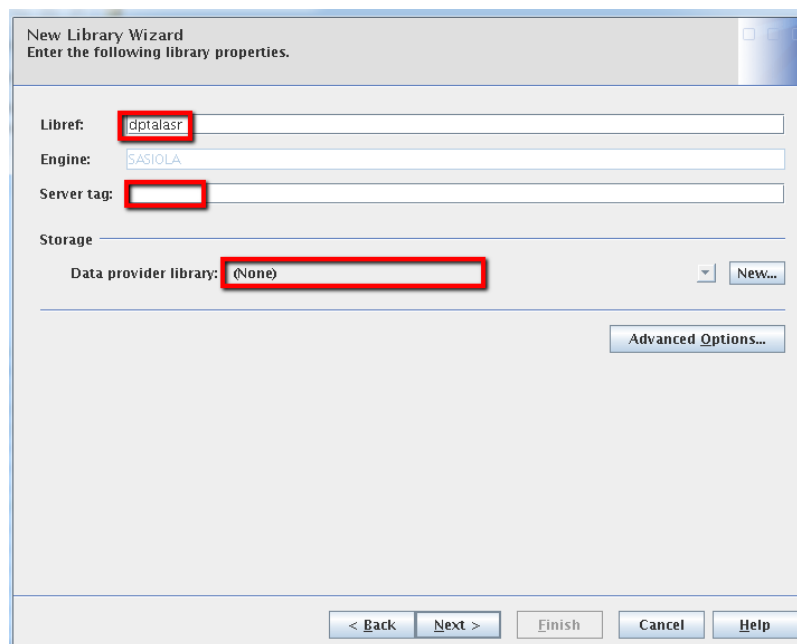 New Library Wizard
Enter the following library properties.
Libref: dptalasr
Engine: SASIOLA
Server tag:
Storage
Data provider library: (None) New...
Advanced Options...
< Back Next > Finish Cancel Help